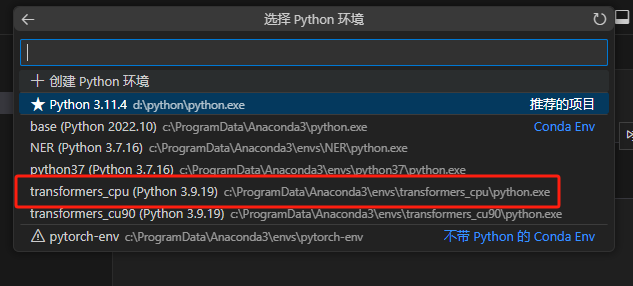 选择 Python 环境
创建 Python 环境
Python 3.11.4 d:\python\python.exe 推荐的项目
base (Python 2022.10) c:\ProgramData\Anaconda3\python.exe Conda Env
NER (Python 3.7.16) c:\ProgramData\Anaconda3\envs\NER\python.exe
python37 (Python 3.7.16) c:\ProgramData\Anaconda3\envs\python37\python.exe
transformers_cpu (Python 3.9.19) c:\ProgramData\Anaconda3\envs\transformers_cpu\python.exe
transformers_cu90 (Python 3.9.19) c:\ProgramData\Anaconda3\envs\transformers_cu90\python.exe
pytorch-env c:\ProgramData\Anaconda3\envs\pytorch-env 不带 Python 的 Conda Env